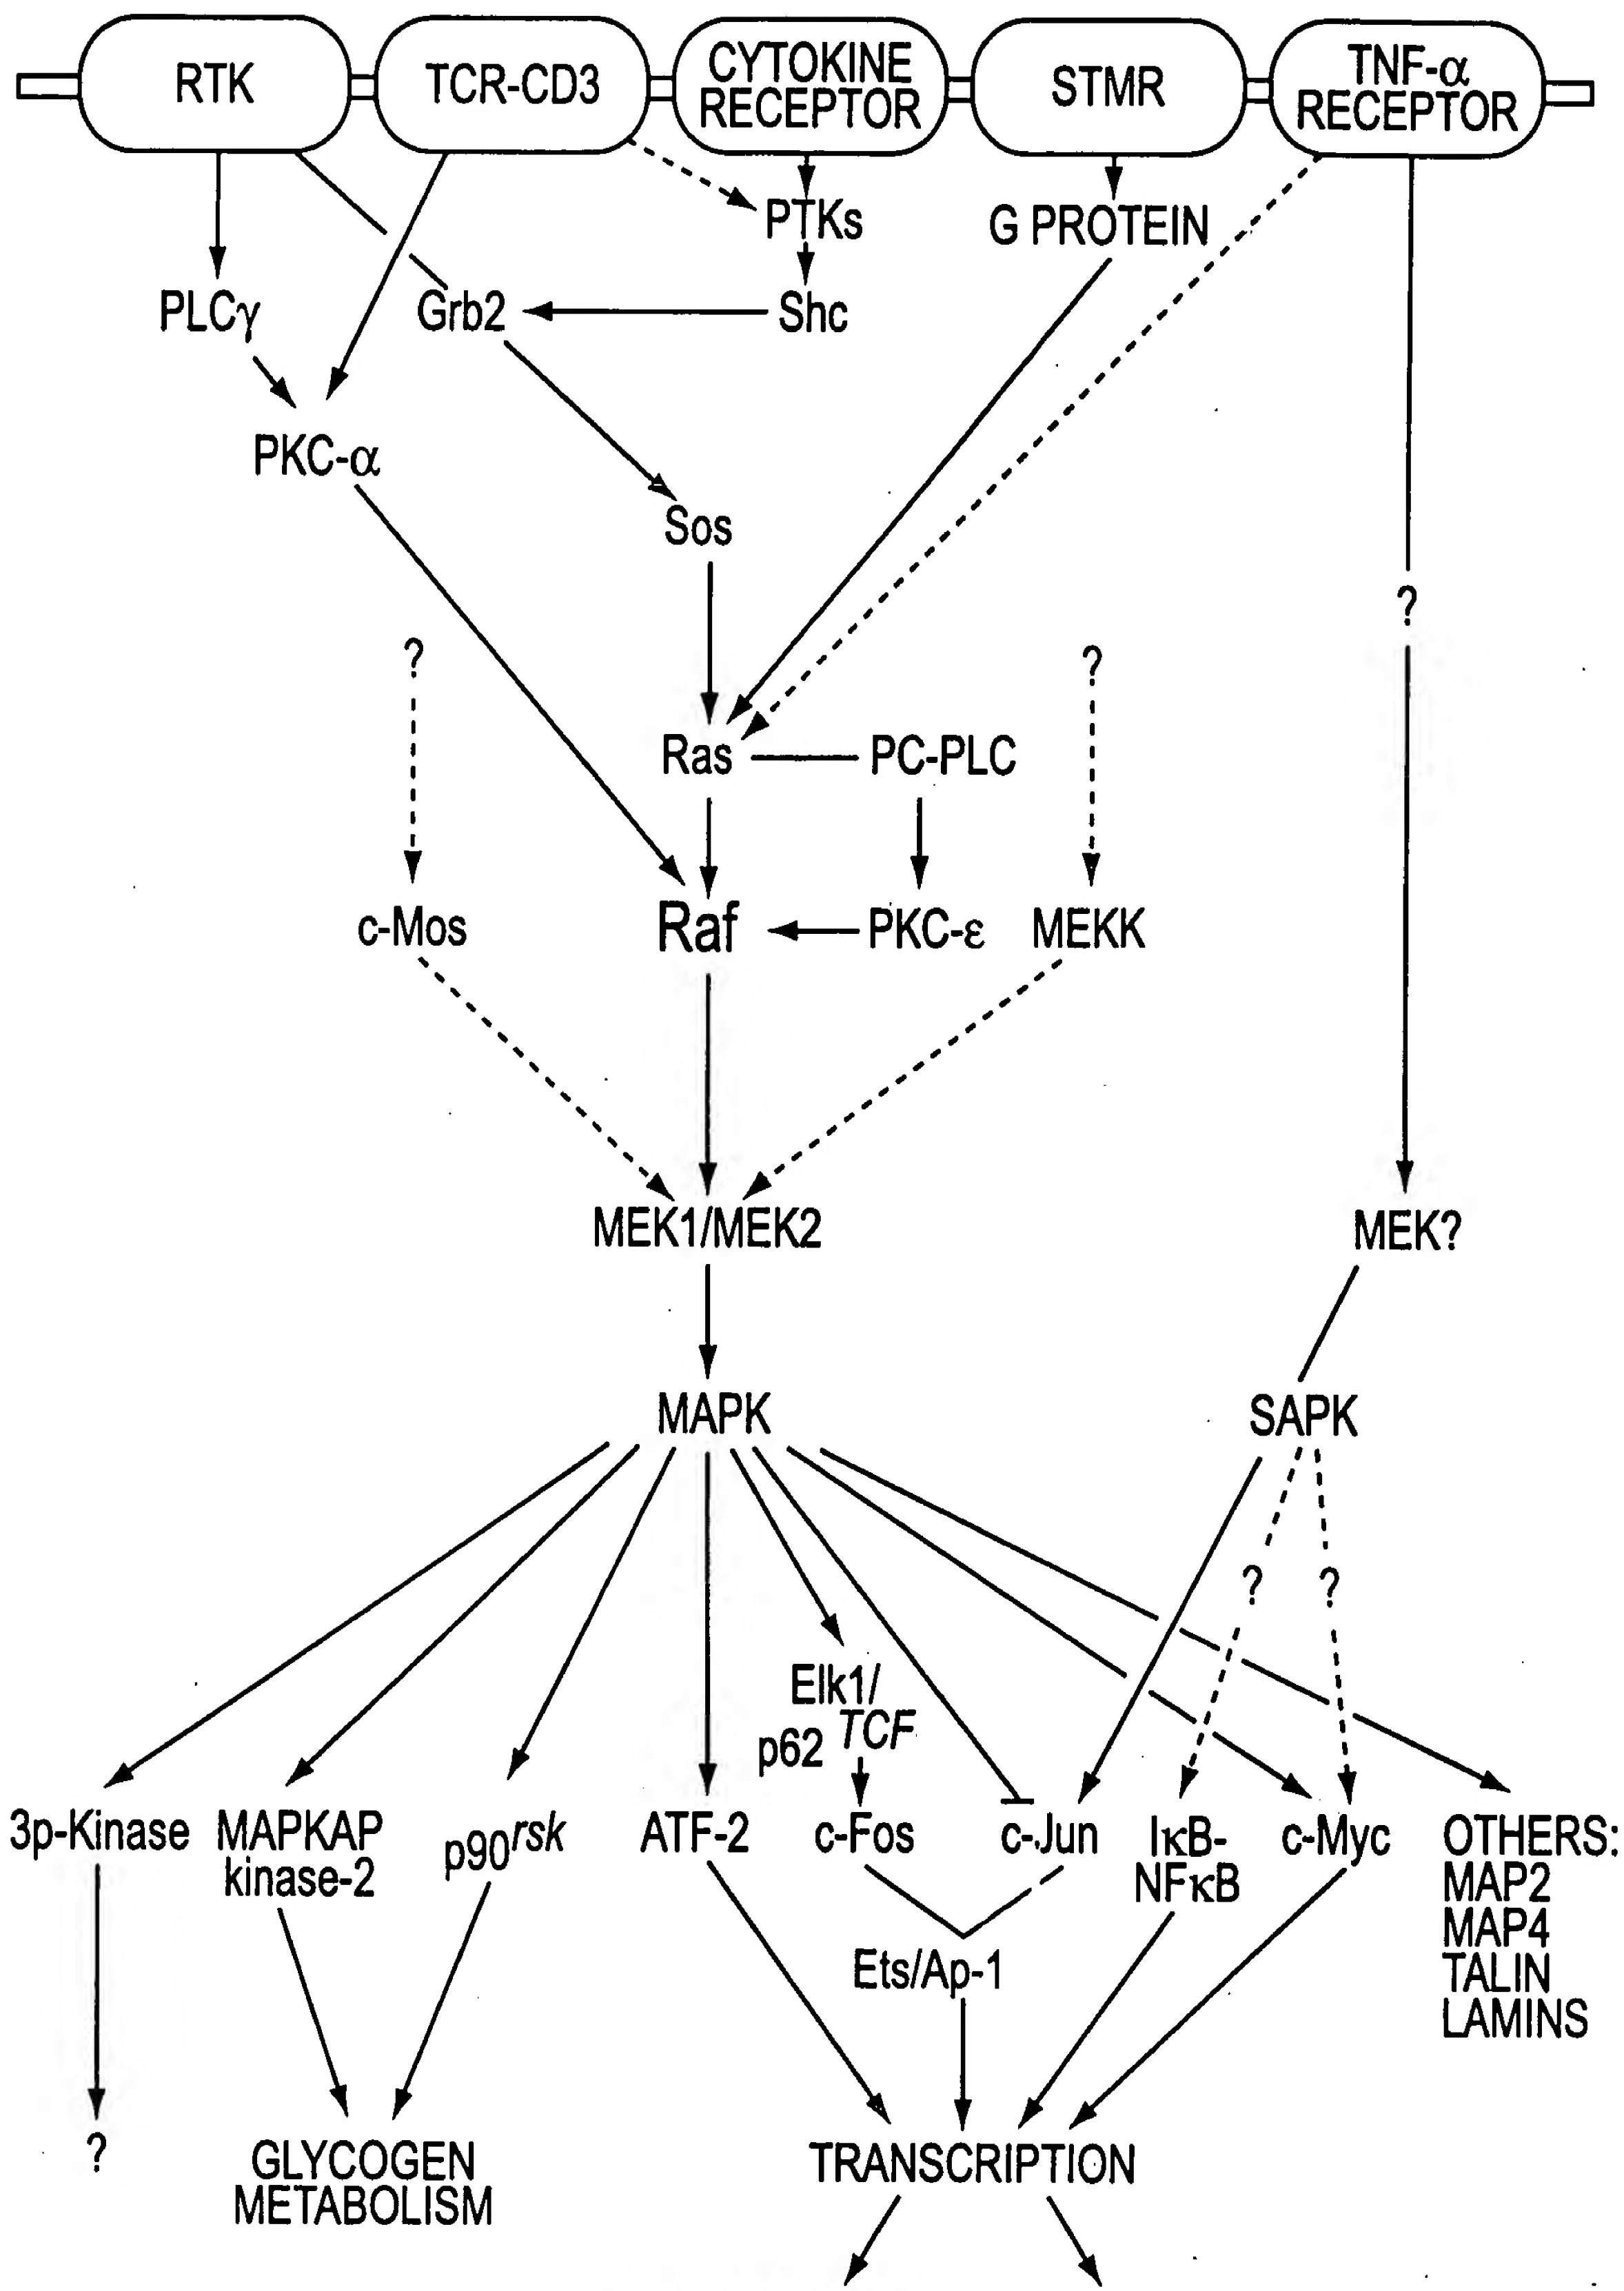 RTK
TCR-CD3
CYTOKINE
RECEPTOR
STMR
TNF-α
RECEPTOR
PTKs
G PROTEIN
PLCγ
Grb2
Shc
PKC-α
Sos
?
?
?
Ras
PC-PLC
c-Mos
Raf
PKC-ε
MEKK
MEK1/MEK2
MEK?
MAPK
SAPK
?
?
Elk1/
p62 TCF
3p-Kinase
MAPKAP
kinase-2
p90rsk
ATF-2
c-Fos
c-Jun
IκB-
NFκB
c-Myc
OTHERS:
MAP2
MAP4
TALIN
LAMINS
Ets/Ap-1
?
GLYCOGEN
METABOLISM
TRANSCRIPTION